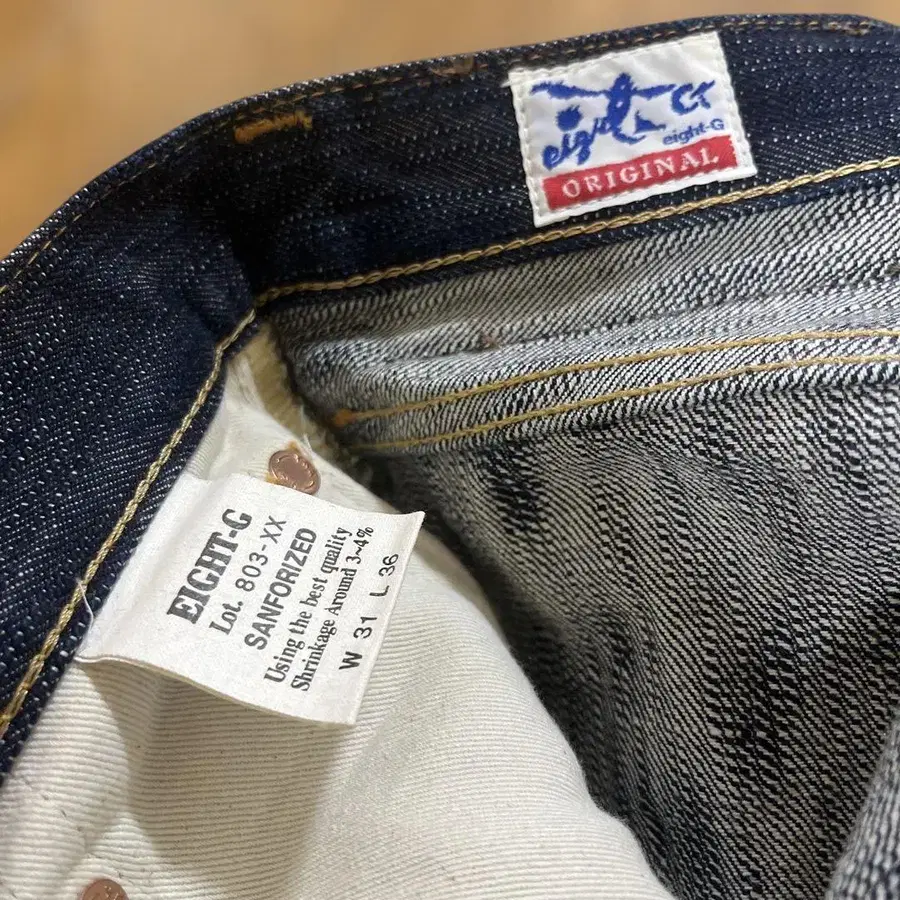 eight-G
eight-G
ORIGINAL
EIGHT-G
Lot. 803-XX
SANFORIZED
Using the best quality
Shrinkage Around 3~4%
W 31 L 36